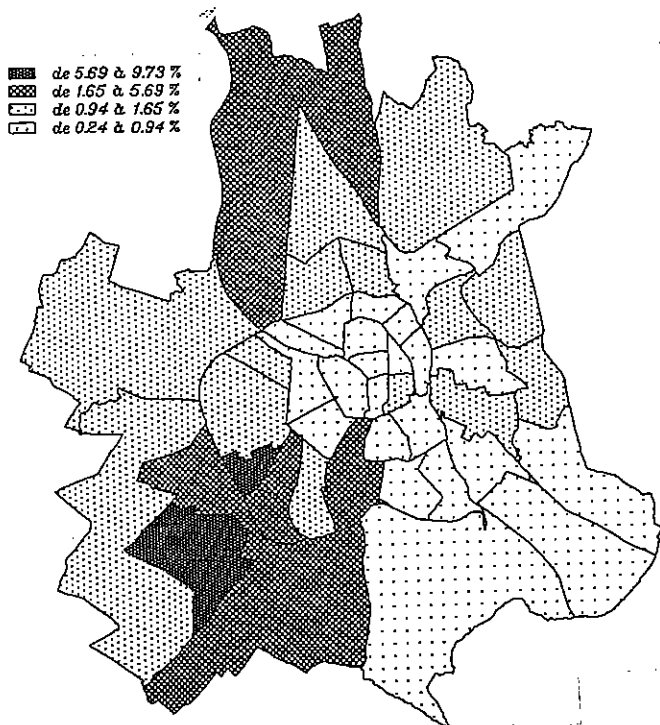 de 5.69 à 9.73 %
de 1.65 à 5.69 %
de 0.94 à 1.65 %
de 0.24 à 0.94 %